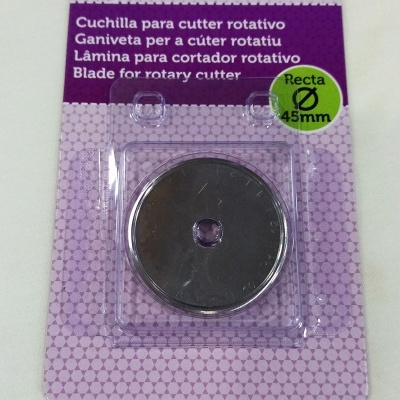 Cuchilla para cutter rotativo
Ganiveta per a cúter rotatiu
Lâmina para cortador rotativo
Blade for rotary cutter
Recta
Ø
45mm